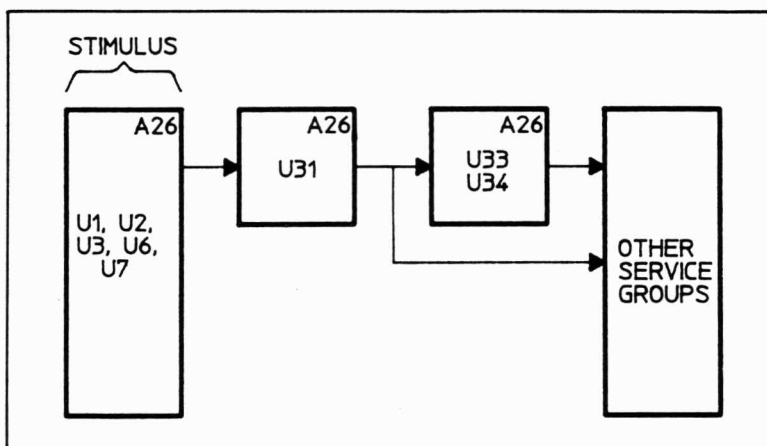 STIMULUS
A26
U1, U2,
U3, U6,
U7
A26
U31
A26
U33
U34
OTHER
SERVICE
GROUPS